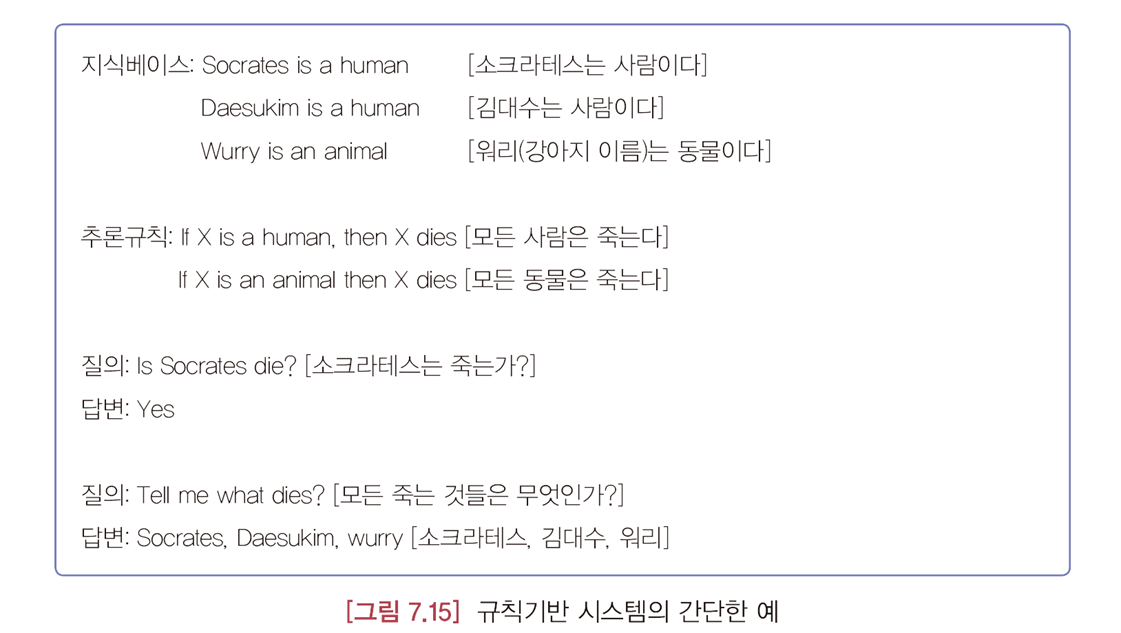 지식베이스: Socrates is a human [소크라테스는 사람이다]
Daesukim is a human [김대수는 사람이다]
Wurry is an animal [워리(강아지 이름)는 동물이다]
추론규칙: If X is a human, then X dies [모든 사람은 죽는다]
If X is an animal then X dies [모든 동물은 죽는다]
질의: Is Socrates die? [소크라테스는 죽는가?]
답변: Yes
질의: Tell me what dies? [모든 죽는 것들은 무엇인가?]
답변: Socrates, Daesukim, wurry [소크라테스, 김대수, 워리]
[그림 7.15] 규칙기반 시스템의 간단한 예